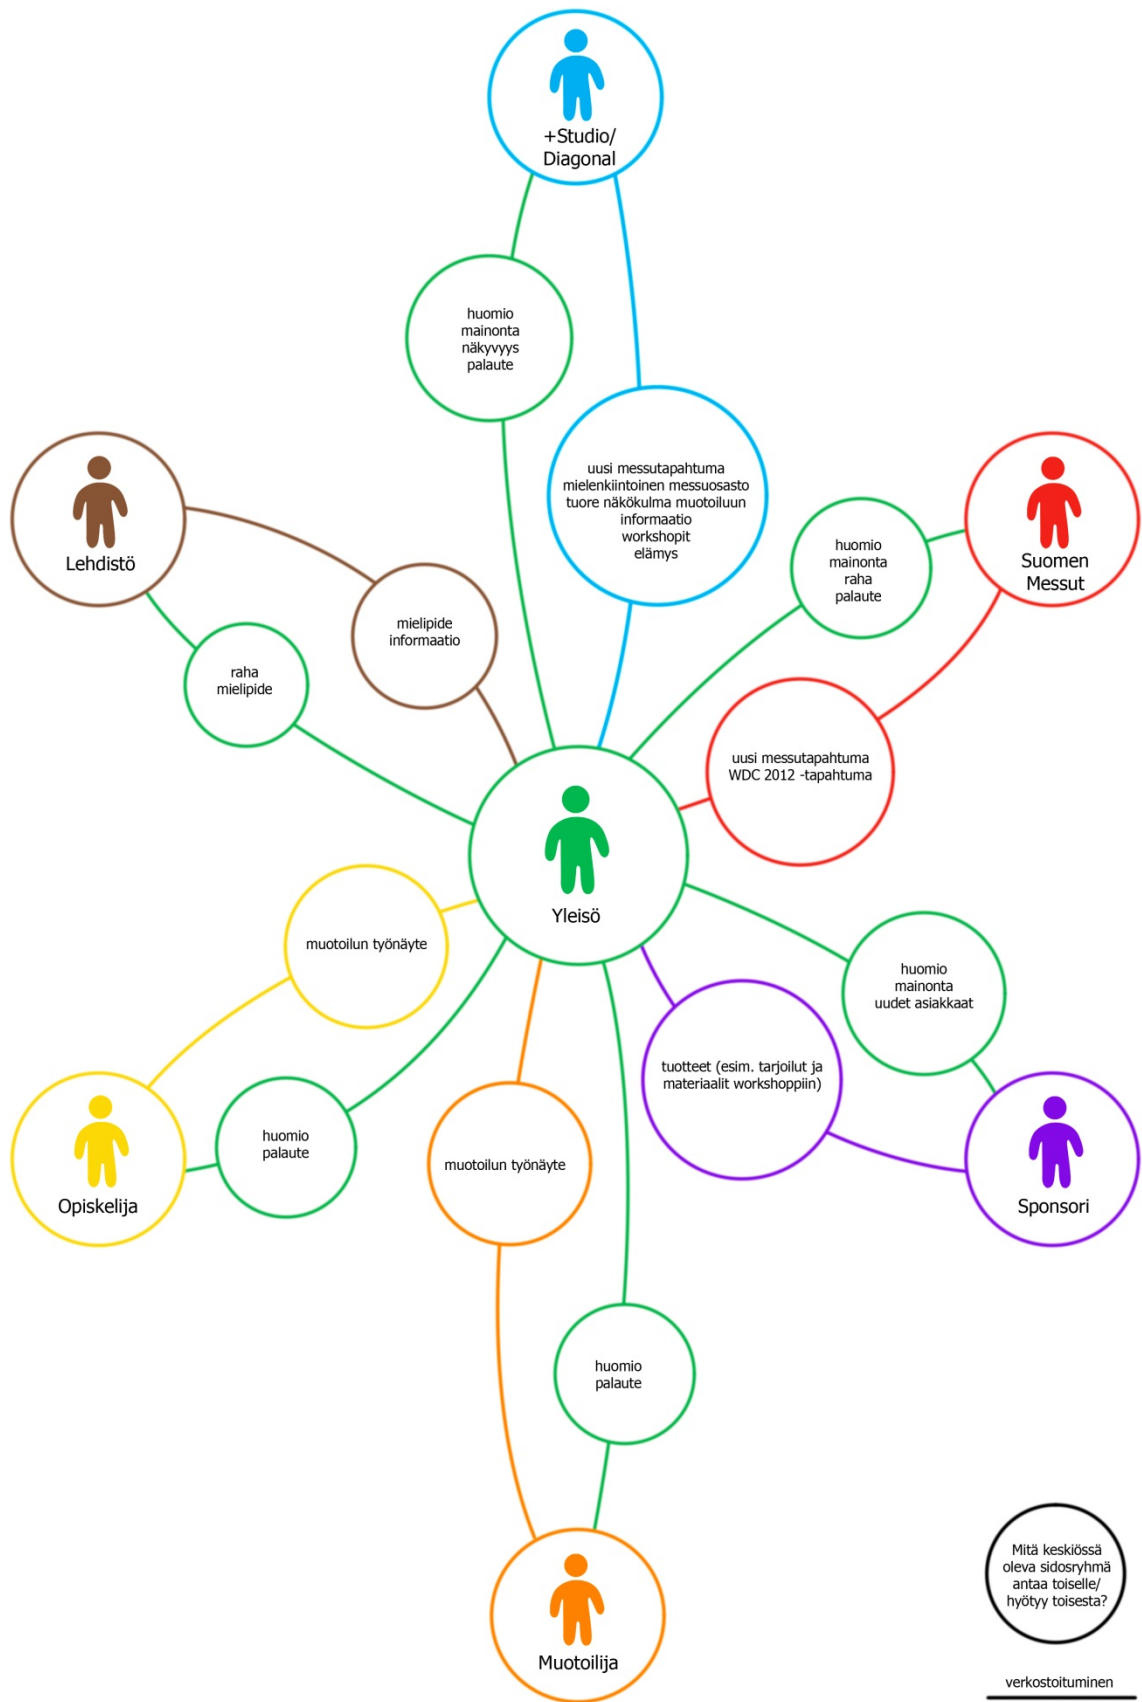 +Studio/
Diagonal
huomio
mainonta
näkyvyys
palaute
uusi messutapahtuma
mielenkiintoinen messuosasto
tuore näkökulma muotoiluun
informaatio
workshopit
elämys
Lehdistö
mielipide
informaatio
raha
mielipide
huomio
mainonta
raha
palaute
Suomen
Messut
uusi messutapahtuma
WDC 2012 -tapahtuma
Yleisö
muotoilun työnäyte
huomio
palaute
Opiskelija
muotoilun työnäyte
tuotteet (esim. tarjoilut ja
materiaalit workshoppiin)
huomio
mainonta
uudet asiakkaat
Sponsori
huomio
palaute
Muotoilija
Mitä keskiössä
oleva sidosryhmä
antaa toiselle/
hyötyy toisesta?
verkostoituminen